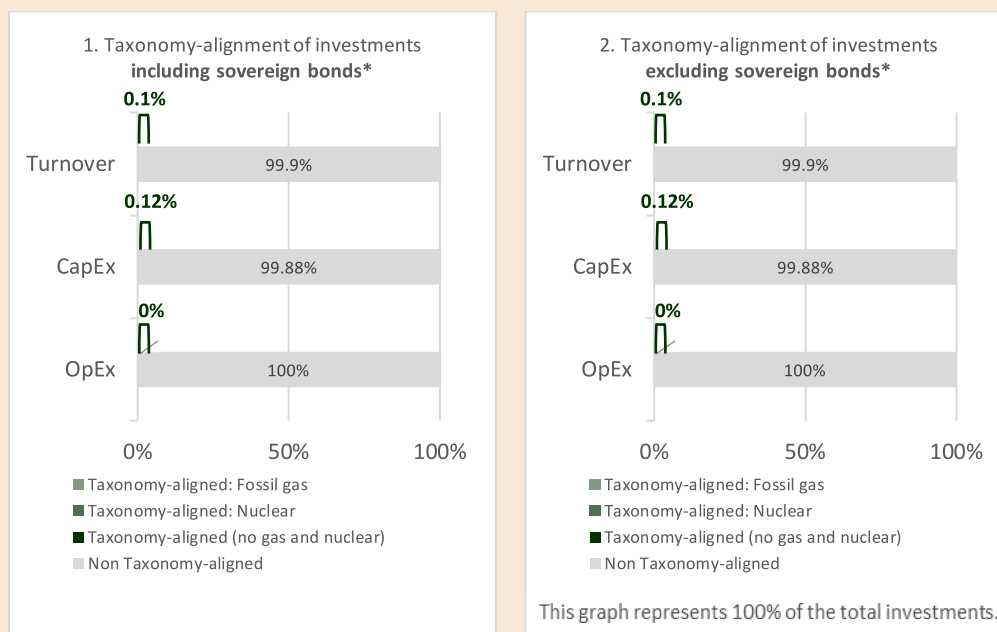 1. Taxonomy-alignment of investments
including sovereign bonds*
0.1%
Turnover
99.9%
0.12%
CapEx
99.88%
0%
OpEx
100%
0%
50%
100%
Taxonomy-aligned: Fossil gas
Taxonomy-aligned: Nuclear
Taxonomy-aligned (no gas and nuclear)
Non Taxonomy-aligned
2. Taxonomy-alignment of investments
excluding sovereign bonds*
0.1%
Turnover
99.9%
0.12%
CapEx
99.88%
0%
OpEx
100%
0%
50%
100%
Taxonomy-aligned: Fossil gas
Taxonomy-aligned: Nuclear
Taxonomy-aligned (no gas and nuclear)
Non Taxonomy-aligned
This graph represents 100% of the total investments.